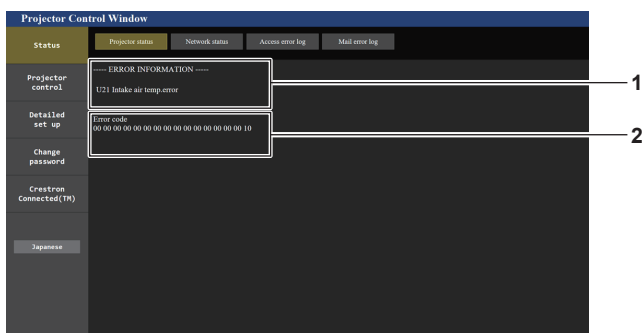 Projector Control Window
Status
Projector status
Network status
Access error log
Mail error log
Projector
control
Detailed
set up
Change
password
Crestron
Connected(TM)
Japanese
----- ERROR INFORMATION -----
U21 Intake air temp.error
Error code
00 00 00 00 00 00 00 00 00 00 00 00 00 00 00 10
1
2